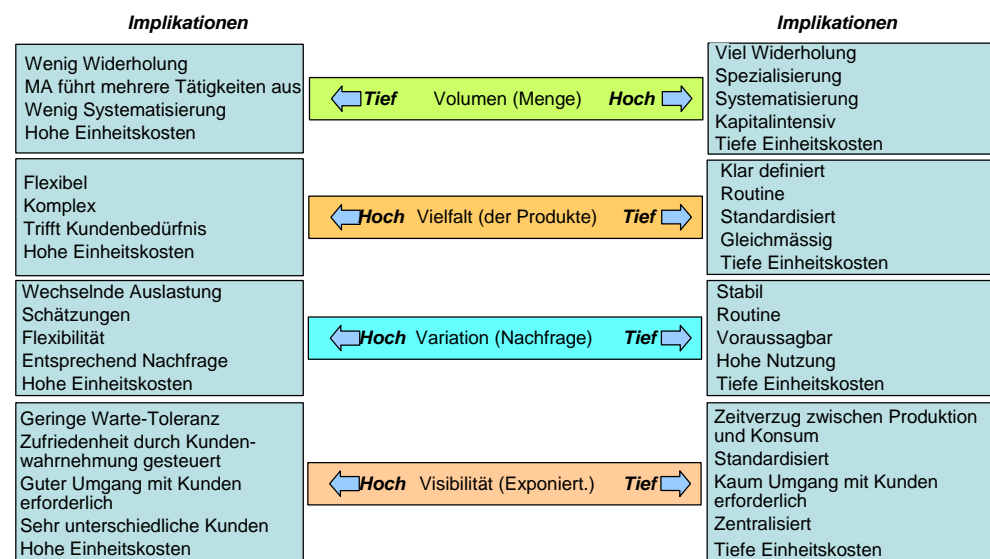 Implikationen
Implikationen
Wenig Widerholung
MA führt mehrere Tätigkeiten aus
Wenig Systematisierung
Hohe Einheitskosten
Tief Volumen (Menge) Hoch
Viel Widerholung
Spezialisierung
Systematisierung
Kapitalintensiv
Tiefe Einheitskosten
Flexibel
Komplex
Trifft Kundenbedürfnis
Hohe Einheitskosten
Hoch Vielfalt (der Produkte) Tief
Klar definiert
Routine
Standardisiert
Gleichmässig
Tiefe Einheitskosten
Wechselnde Auslastung
Schätzungen
Flexibilität
Entsprechend Nachfrage
Hohe Einheitskosten
Hoch Variation (Nachfrage) Tief
Stabil
Routine
Voraussagbar
Hohe Nutzung
Tiefe Einheitskosten
Geringe Warte-Toleranz
Zufriedenheit durch Kunden-
wahrnehmung gesteuert
Guter Umgang mit Kunden
erforderlich
Sehr unterschiedliche Kunden
Hohe Einheitskosten
Hoch Visibilität (Exponiert.) Tief
Zeitverzug zwischen Produktion
und Konsum
Standardisiert
Kaum Umgang mit Kunden
erforderlich
Zentralisiert
Tiefe Einheitskosten